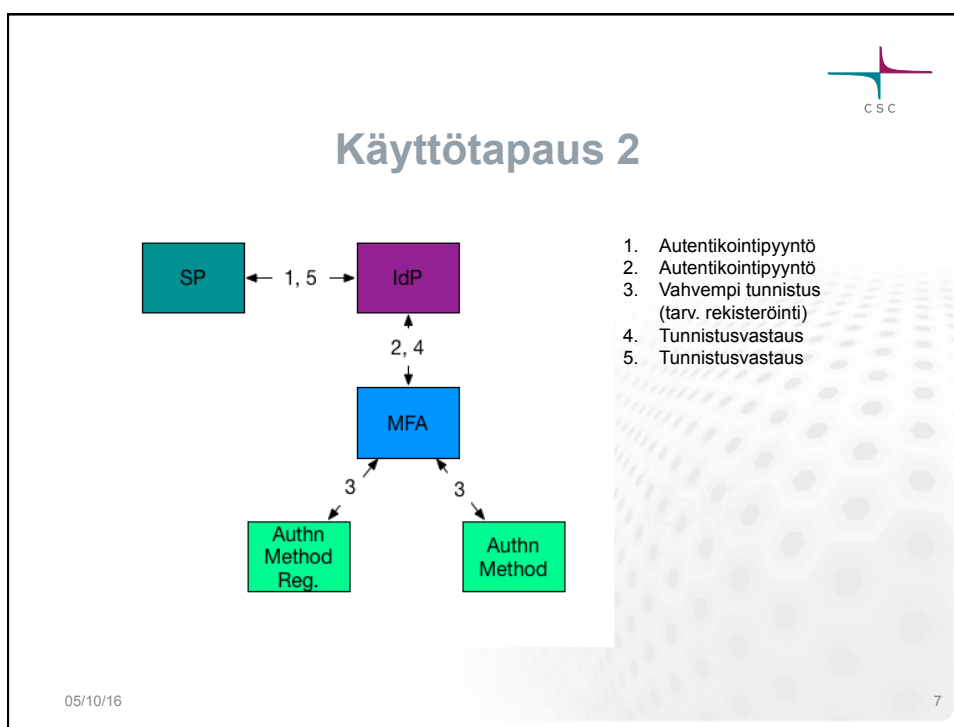 CSC
Käyttötapaus 2
SP
1, 5
IdP
2, 4
MFA
3
3
Authn
Method
Reg.
Authn
Method
1. Autentikointipyyntö
2. Autentikointipyyntö
3. Vahvempi tunnistus
(tarv. rekisteröinti)
4. Tunnistusvastaus
5. Tunnistusvastaus
05/10/16
7